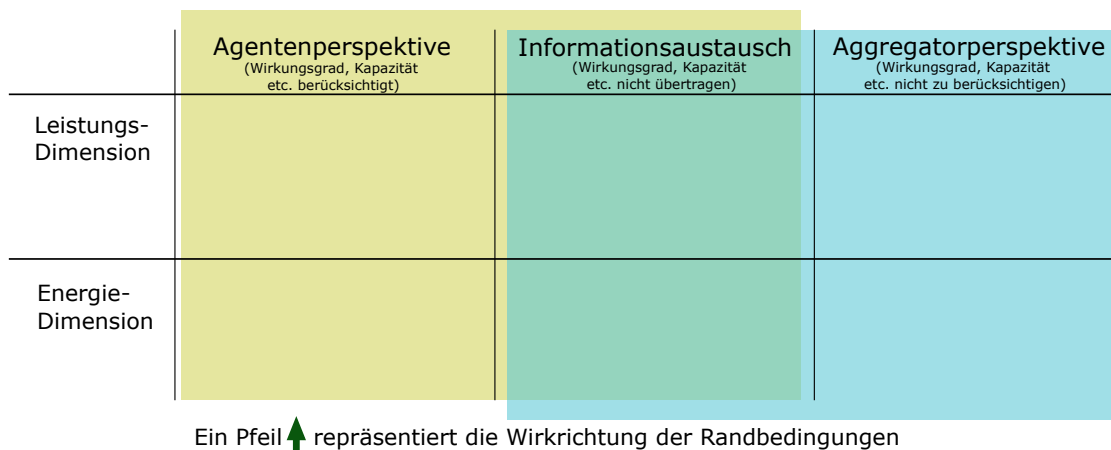 Agentenperspektive
(Wirkungsgrad, Kapazität
etc. berücksichtigt)
Informationsaustausch
(Wirkungsgrad, Kapazität
etc. nicht übertragen)
Aggregatorperspektive
(Wirkungsgrad, Kapazität
etc. nicht zu berücksichtigen)
Leistungs-
Dimension
Energie-
Dimension
Ein Pfeil repräsentiert die Wirkrichtung der Randbedingungen